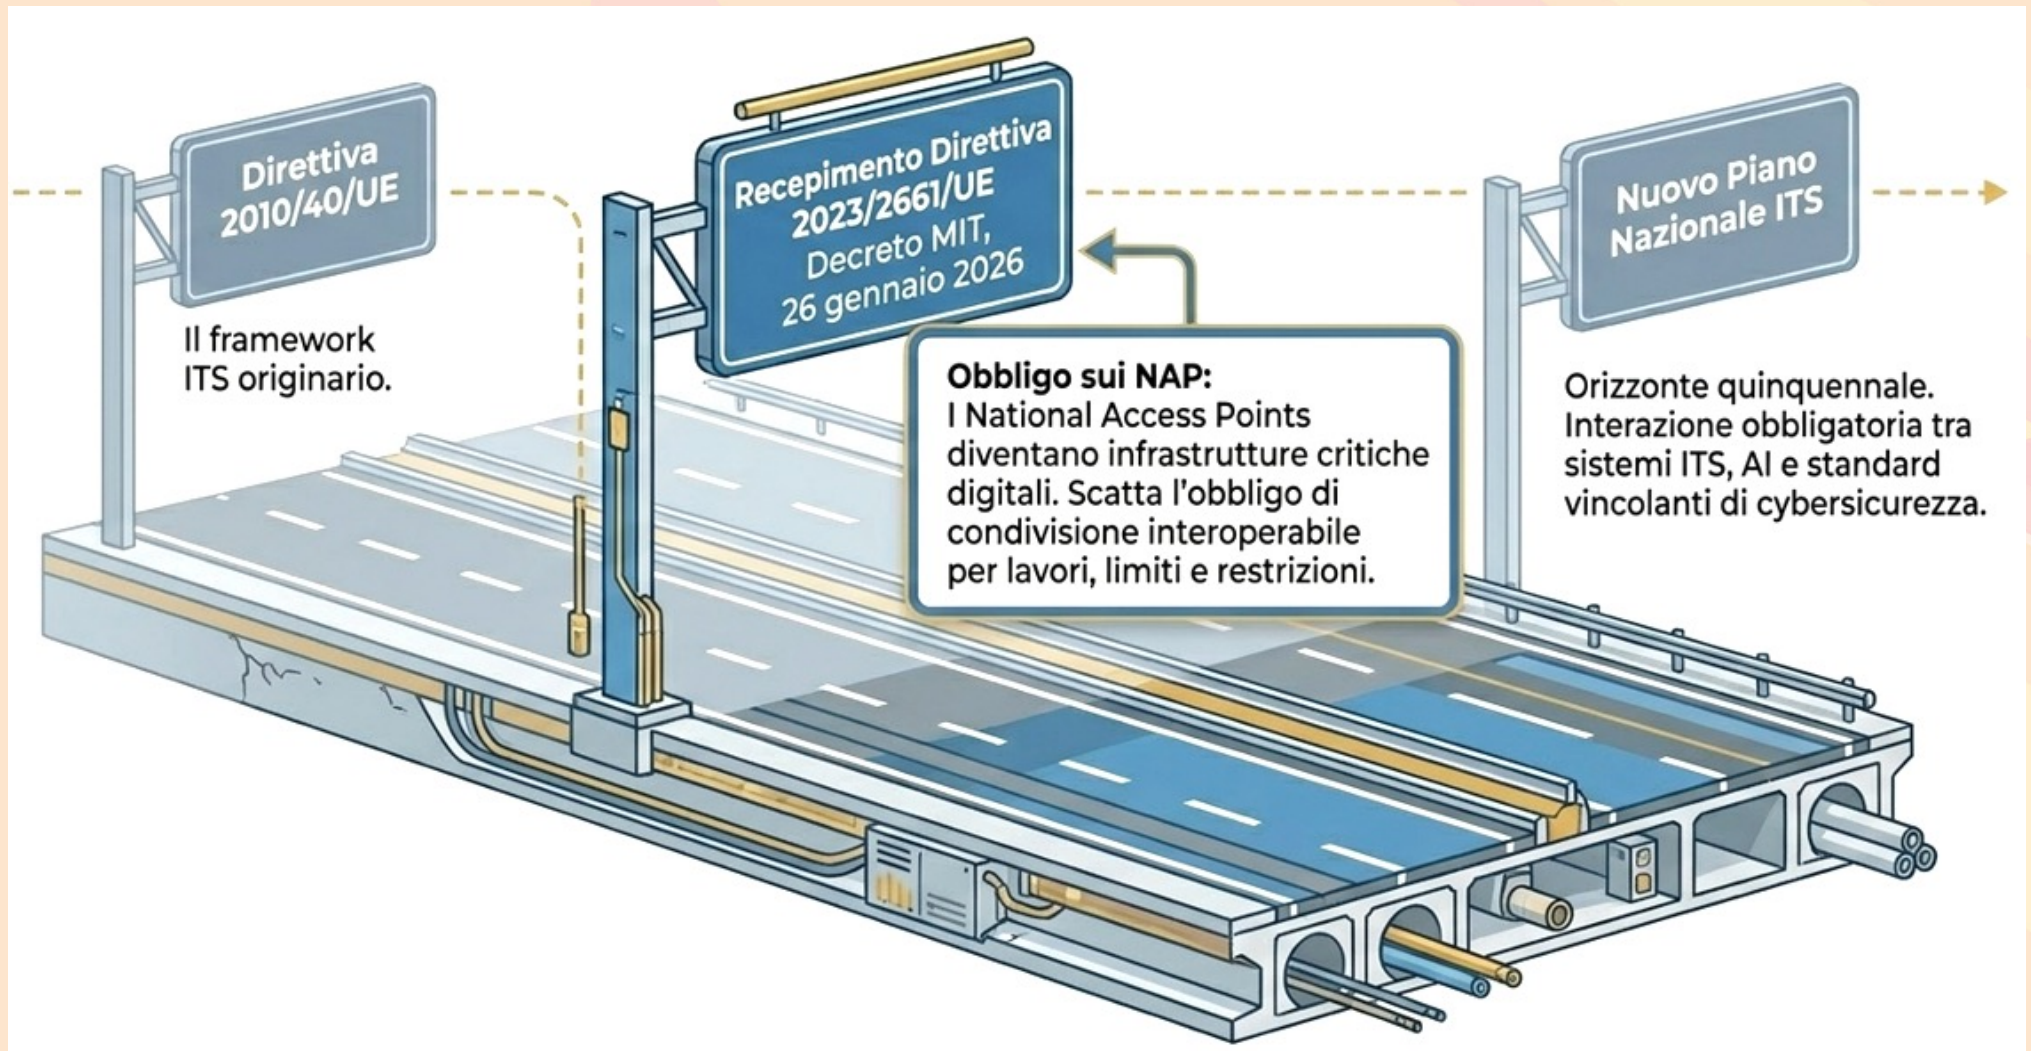 Direttiva
2010/40/UE
Il framework
ITS originario.
Recepimento Direttiva
2023/2661/UE
Decreto MIT,
26 gennaio 2026
Obbligo sui NAP:
I National Access Points
diventano infrastrutture critiche
digitali. Scatta l'obbligo di
condivisione interoperabile
per lavori, limiti e restrizioni.
Nuovo Piano
Nazionale ITS
Orizzonte quinquennale.
Interazione obbligatoria tra
sistemi ITS, AI e standard
vincolanti di cybersicurezza.